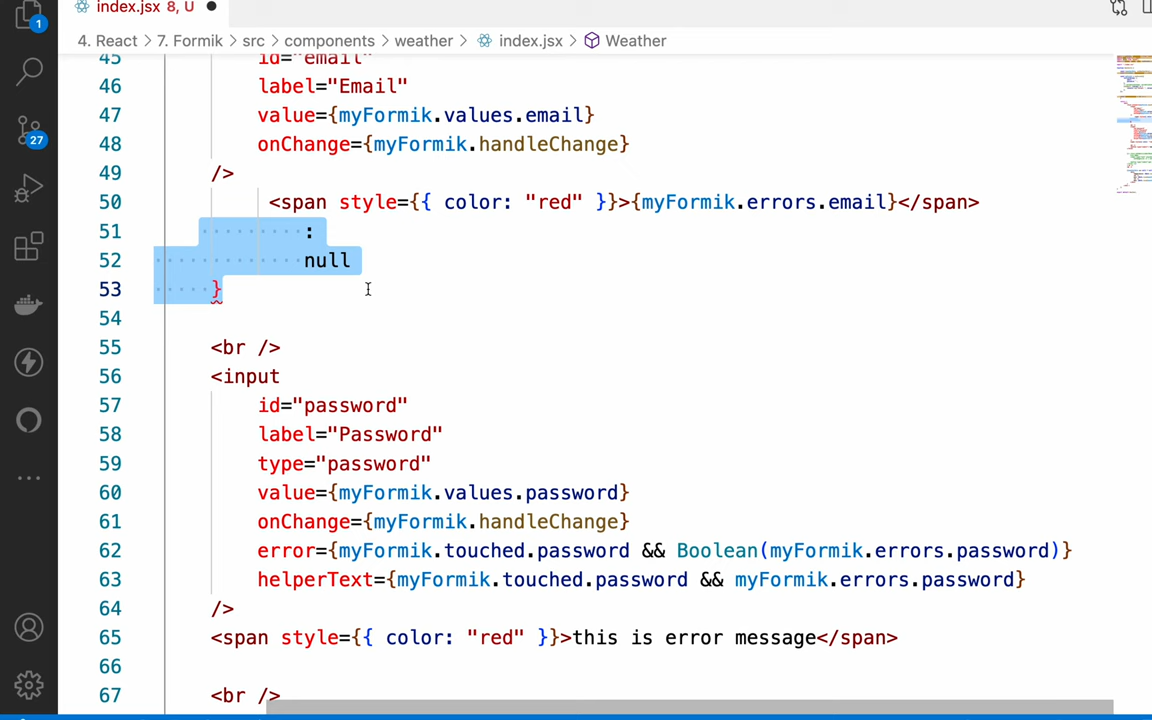 index.jsx 8, U
1
4. React > 7. Formik > src > components > weather > index.jsx > Weather
45 id="email"
46 label="Email"
47 value={myFormik.values.email}
48 onChange={myFormik.handleChange}
49 />
27
50 <span style={{ color: "red" }}>{myFormik.errors.email}</span>
51 :
52 null
53 }
54
55 <br />
56 <input
57 id="password"
58 label="Password"
59 type="password"
60 value={myFormik.values.password}
61 onChange={myFormik.handleChange}
62 error={myFormik.touched.password && Boolean(myFormik.errors.password)}
63 helperText={myFormik.touched.password && myFormik.errors.password}
64 />
65 <span style={{ color: "red" }}>this is error message</span>
66
67 <br />